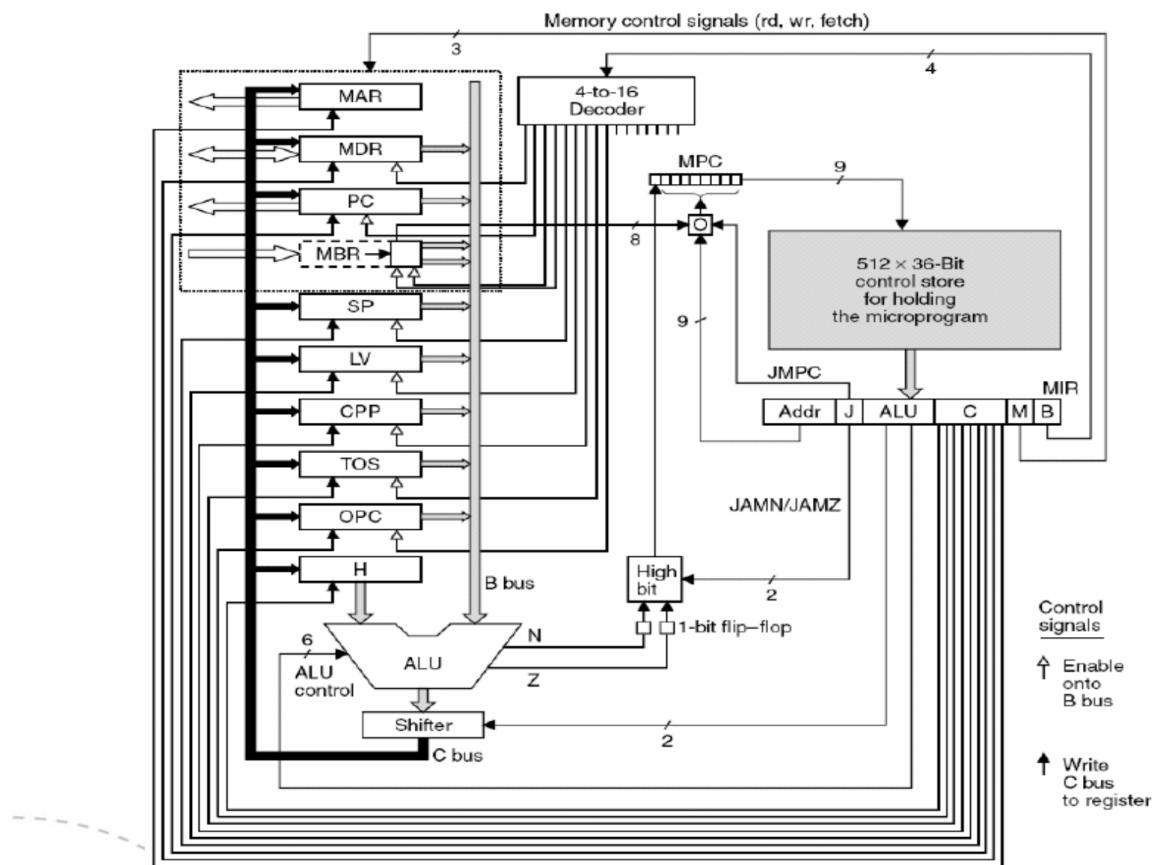 Memory control signals (rd, wr, fetch)
3
4
MAR
MDR
PC
MBR
SP
LV
CPP
TOS
OPC
H
4-to-16
Decoder
MPC
9
8
O
512 × 36-Bit
control store
for holding
the microprogram
9
JMPC
MIR
Addr
J
ALU
C
M
B
JAMN/JAMZ
B bus
High
bit
2
1-bit flip–flop
N
Z
6
ALU
control
ALU
Shifter
C bus
2
Control
signals
Enable
onto
B bus
Write
C bus
to register